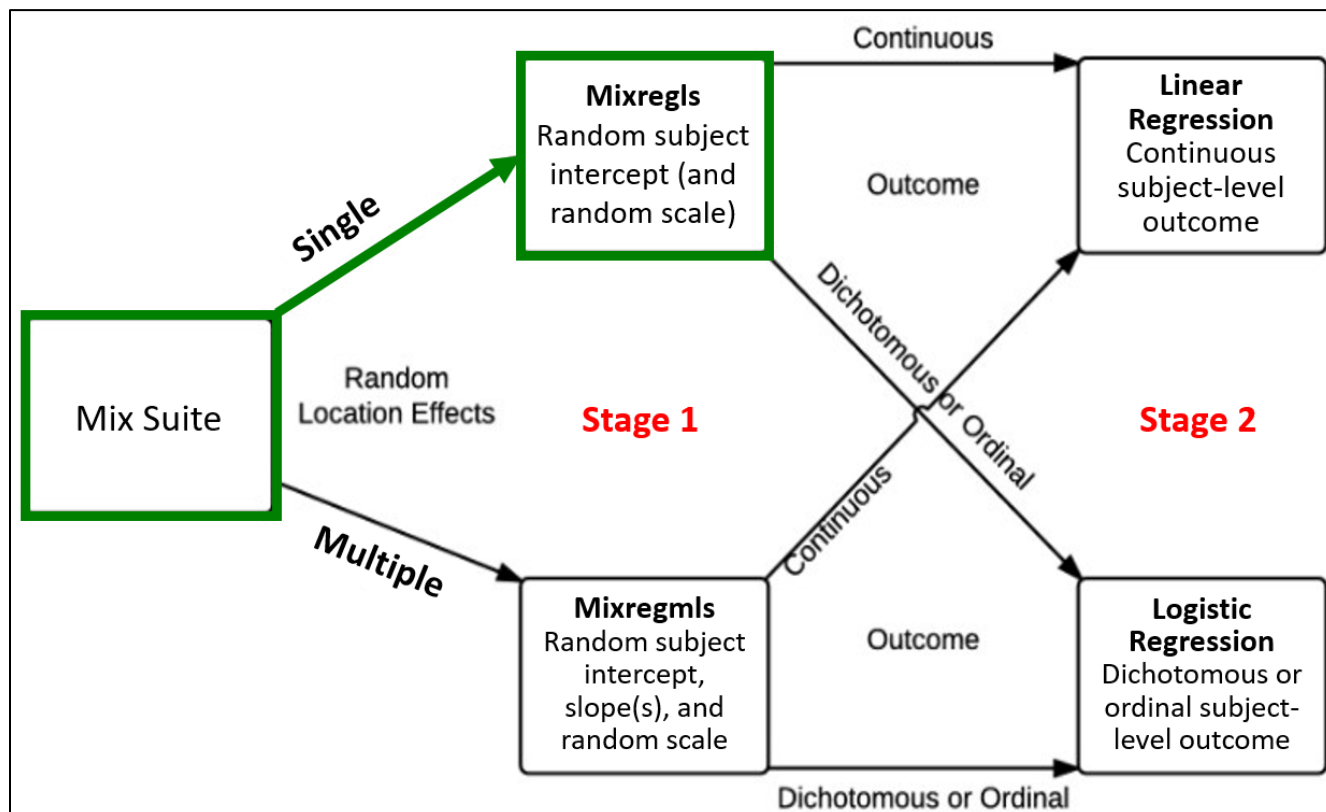 Continuous
Mixregls
Random subject
intercept (and
random scale)
Linear
Regression
Continuous
subject-level
outcome
Outcome
Single
Dichotomous or Ordinal
Mix Suite
Random
Location Effects
Stage 1
Stage 2
Continuous
Multiple
Mixregmls
Random subject
intercept,
slope(s), and
random scale
Outcome
Logistic
Regression
Dichotomous or
ordinal subject-
level outcome
Dichotomous or Ordinal